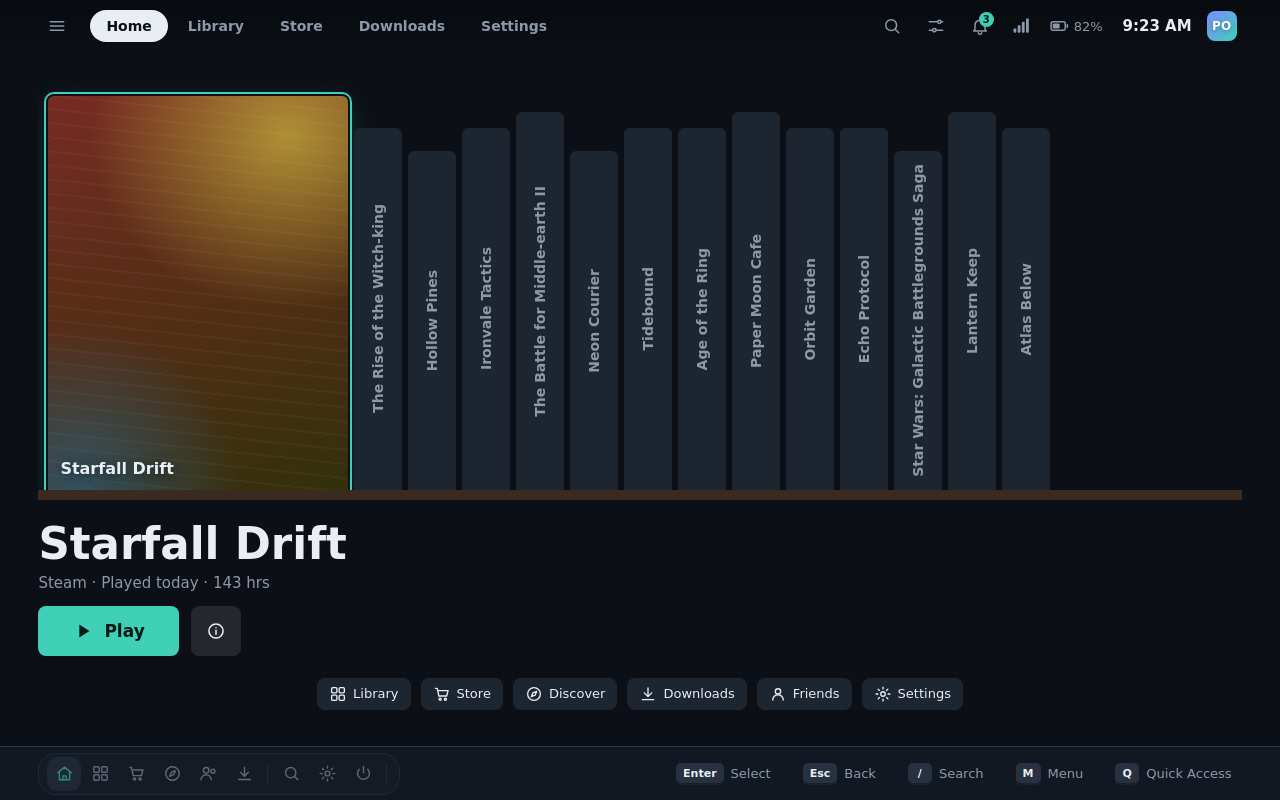 Home
Library
Store
Downloads
Settings
3
82%
9:23 AM
PO
Starfall Drift
The Rise of the Witch-king
Hollow Pines
Ironvale Tactics
The Battle for Middle-earth II
Neon Courier
Tidebound
Age of the Ring
Paper Moon Cafe
Orbit Garden
Echo Protocol
Star Wars: Galactic Battlegrounds Saga
Lantern Keep
Atlas Below
Starfall Drift
Steam · Played today · 143 hrs
Play
Library
Store
Discover
Downloads
Friends
Settings
Enter Select
Esc Back
/ Search
M Menu
Q Quick Access